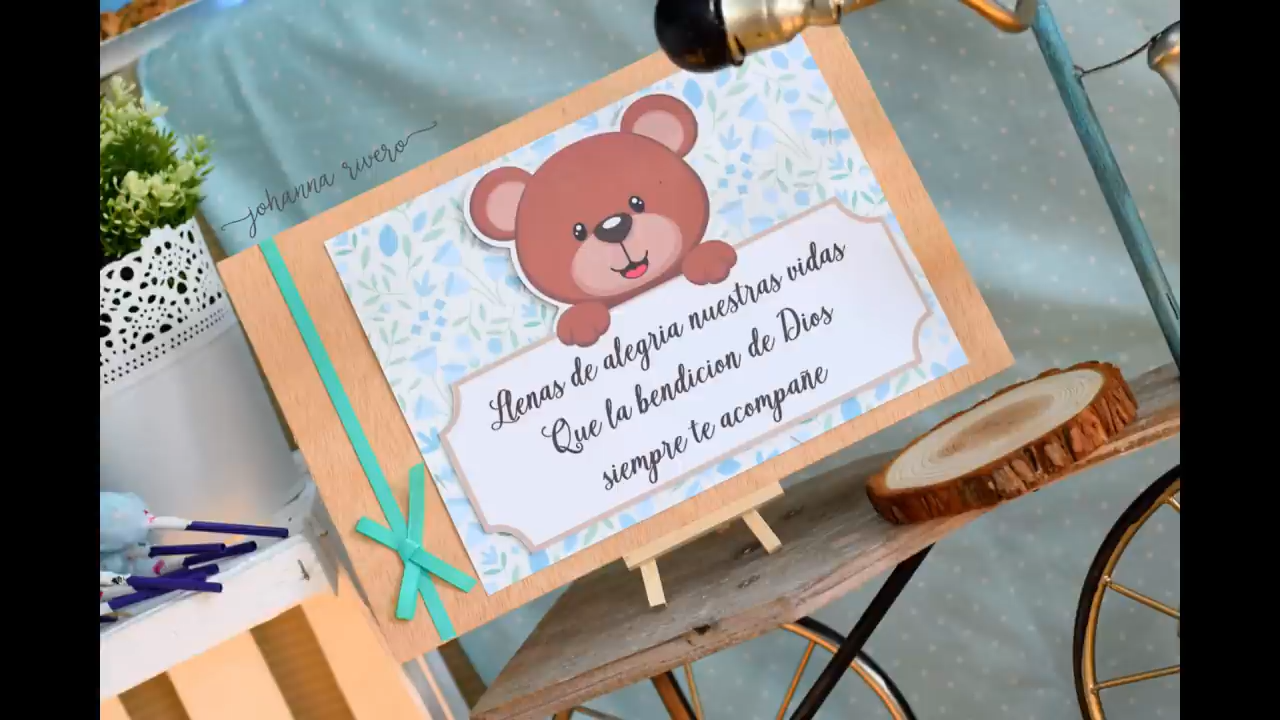 johanna rivero
Llenas de alegria nuestras vidas
Que la bendicion de Dios
siempre te acompañe